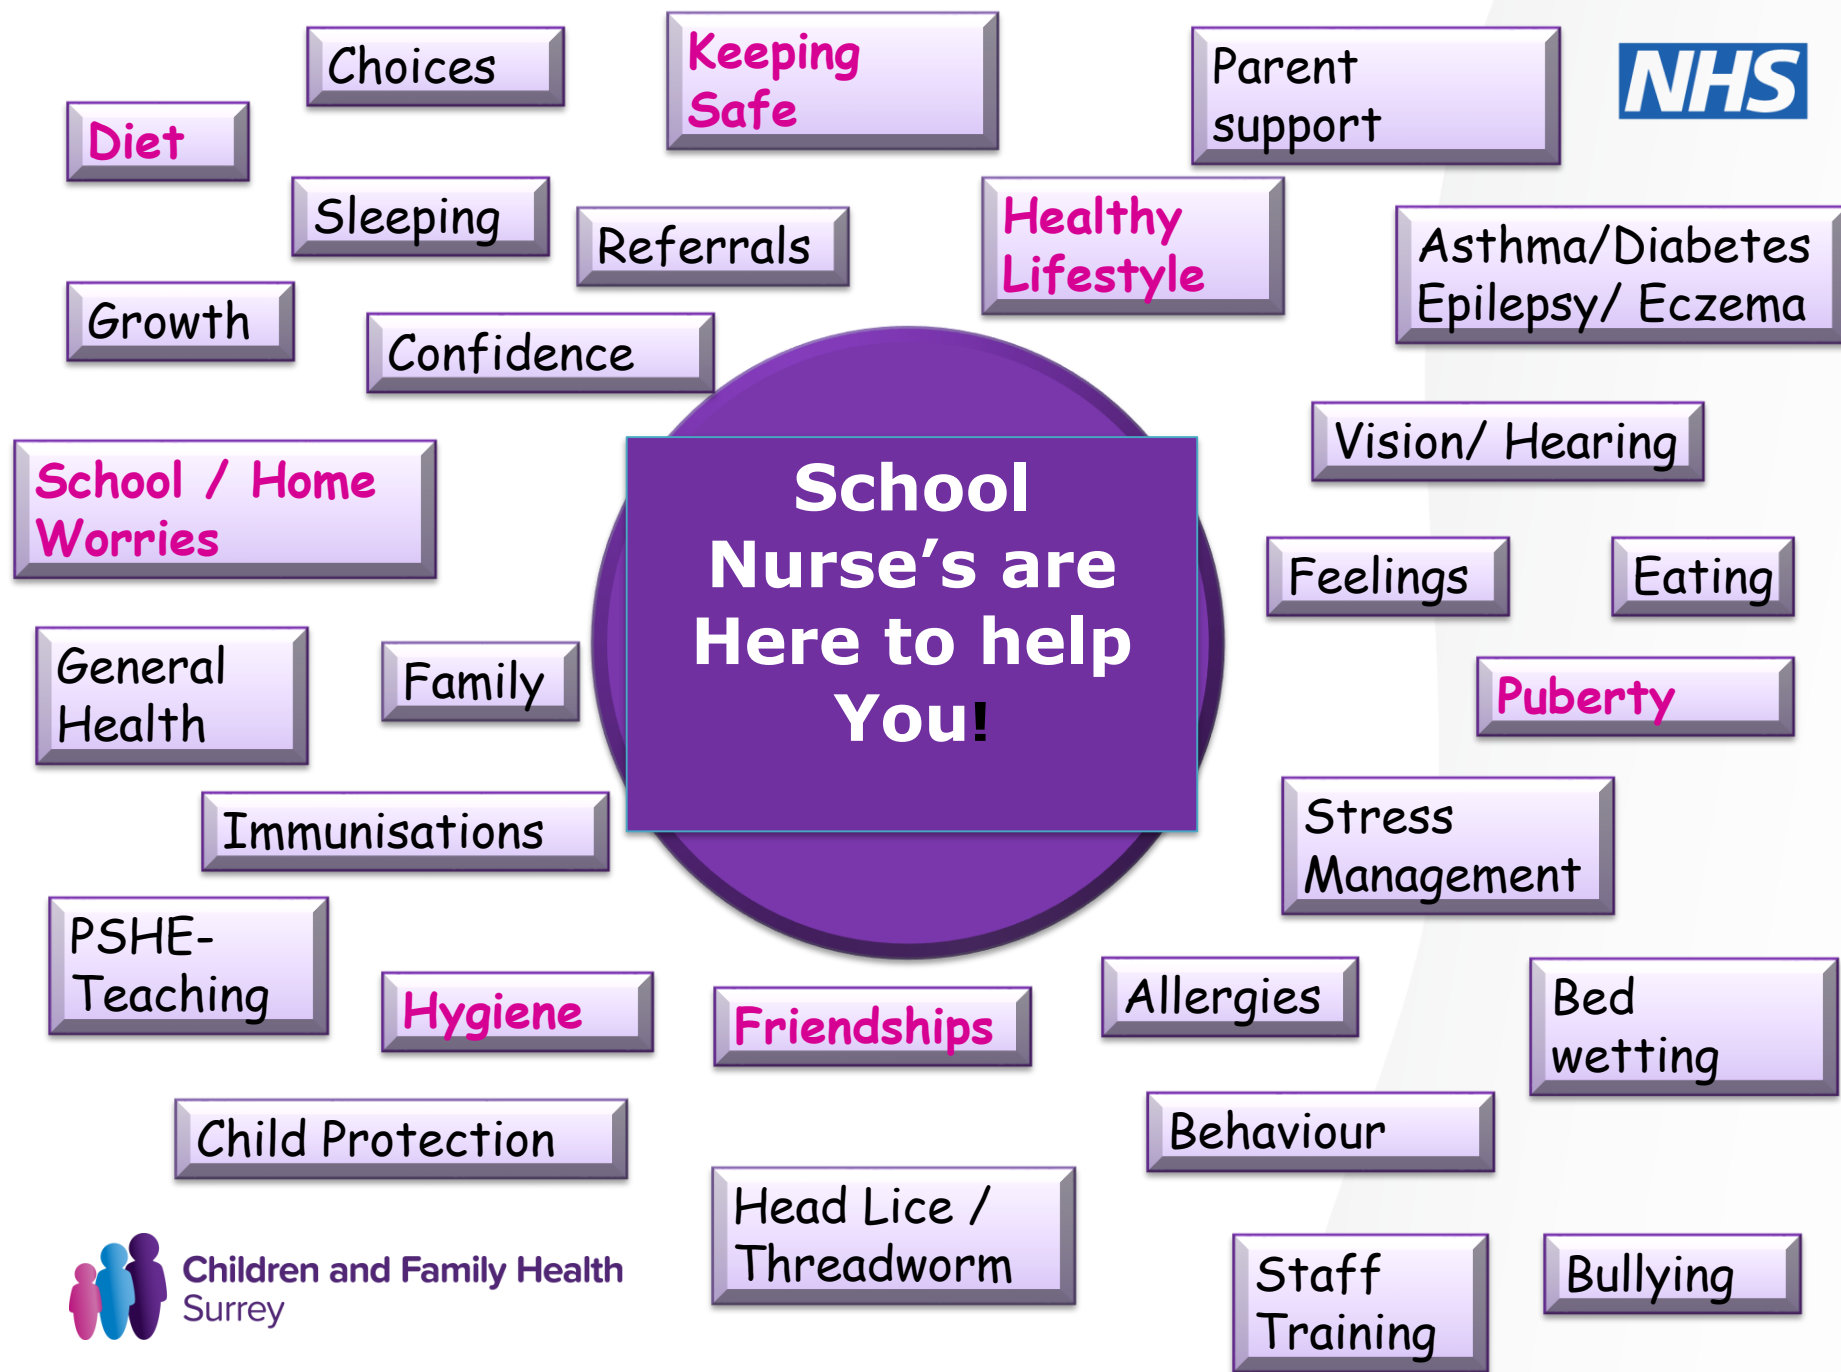 Choices
Keeping
Safe
Parent
support
NHS
Diet
Sleeping
Referrals
Healthy
Lifestyle
Asthma/Diabetes
Epilepsy/ Eczema
Growth
Confidence
Vision/ Hearing
School / Home
Worries
School
Nurse’s are
Here to help
You!
Feelings
Eating
General
Health
Family
Puberty
Immunisations
Stress
Management
PSHE-
Teaching
Hygiene
Friendships
Allergies
Bed
wetting
Child Protection
Behaviour
Head Lice /
Threadworm
Children and Family Health
Surrey
Staff
Training
Bullying